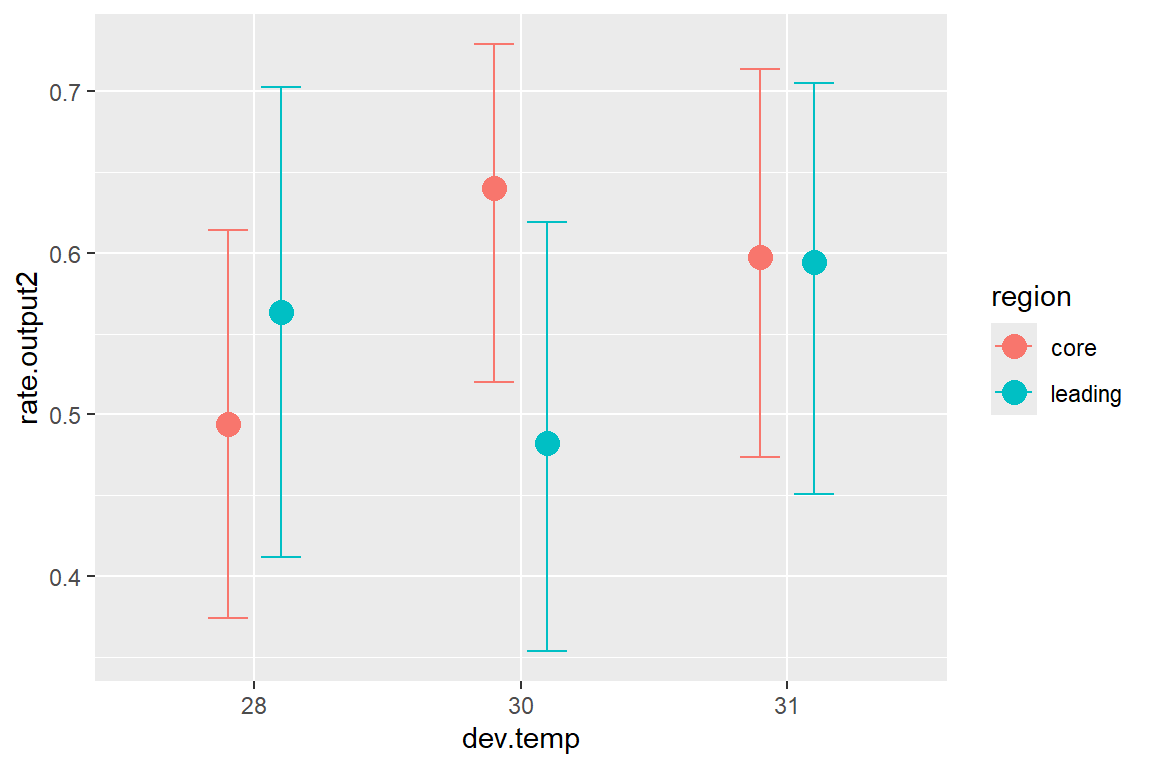 0.7
0.6
0.5
0.4
rate.output2
28 30 31
dev.temp
region
core
leading